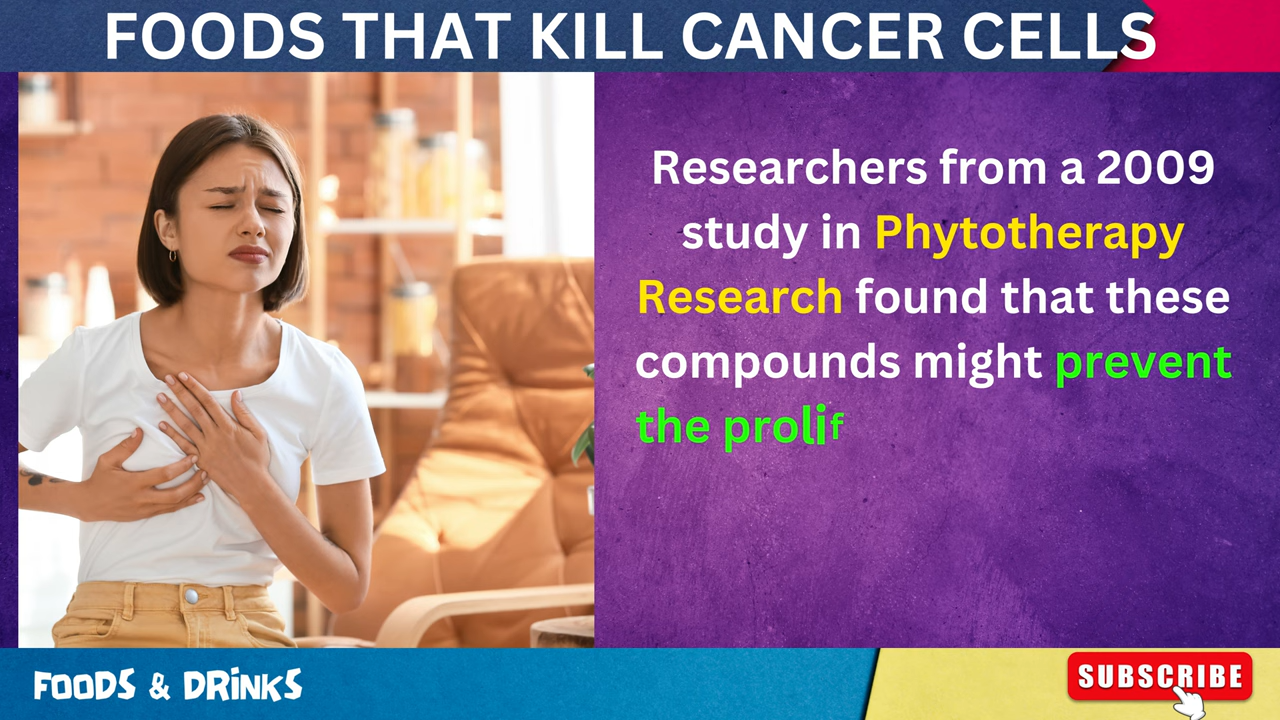 FOODS THAT KILL CANCER CELLS
Researchers from a 2009
study in Phytotherapy
Research found that these
compounds might prevent
the prolif
FOODS & DRiNKS
SUBSCRIBE